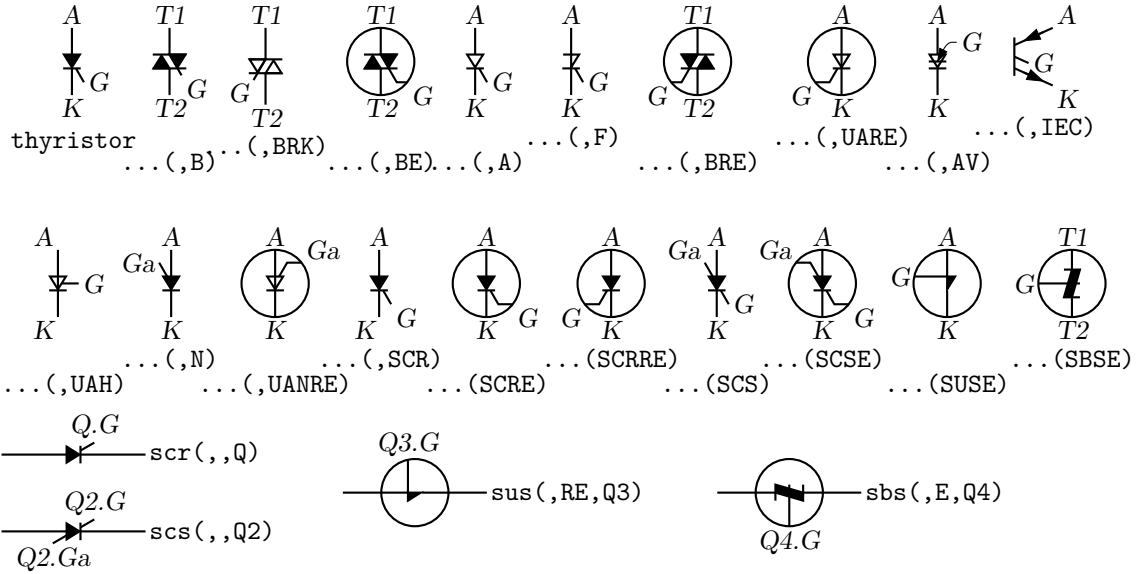 A T1 T1 T1 A A T1 A A A
G G G G G G G G G G
K T2 T2 T2 K K T2 K K K
thyristor ...(,B) ...(,BRK) ...(,BE) ...(,A) ...(,F) ...(,BRE) ...(,UARE) ...(,AV) ...(,IEC)
A A A A A A A A A T1
G Ga Ga G G G Ga G Ga G G G
K K K K K K K K K T2
...(,UAH) ...(,N) ...(,UANRE) ...(,SCR) ...(SCRE) ...(SCRRE) ...(SCS) ...(SCSE) ...(SUSE) ...(SBSE)
Q.G
scr(,,Q)
Q2.G
scs(,,Q2)
Q2.Ga
Q3.G
sus(,RE,Q3)
sbs(,E,Q4)
Q4.G